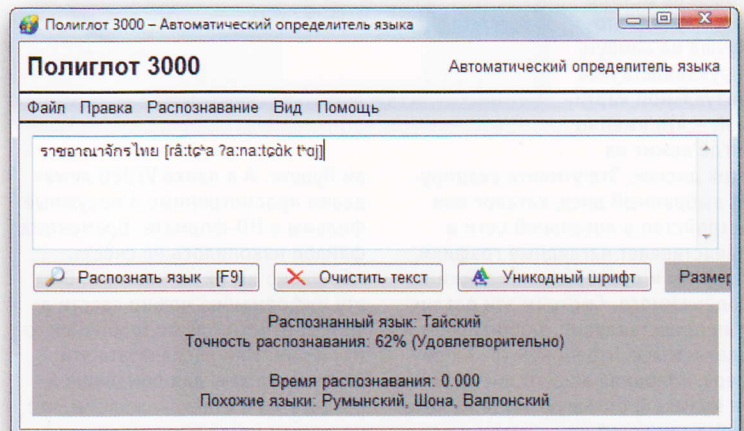 Полиглот 3000 – Автоматический определитель языка
Полиглот 3000 Автоматический определитель языка
Файл Правка Распознавание Вид Помощь
ราชอาณาจักรไทย [râ:tɕʰa ʔa:na:tɕàk tʰɑj]
Распознать язык [F9] Очистить текст Уникодный шрифт Размер
Распознанный язык: Тайский
Точность распознавания: 62% (Удовлетворительно)
Время распознавания: 0.000
Похожие языки: Румынский, Шона, Валлонский